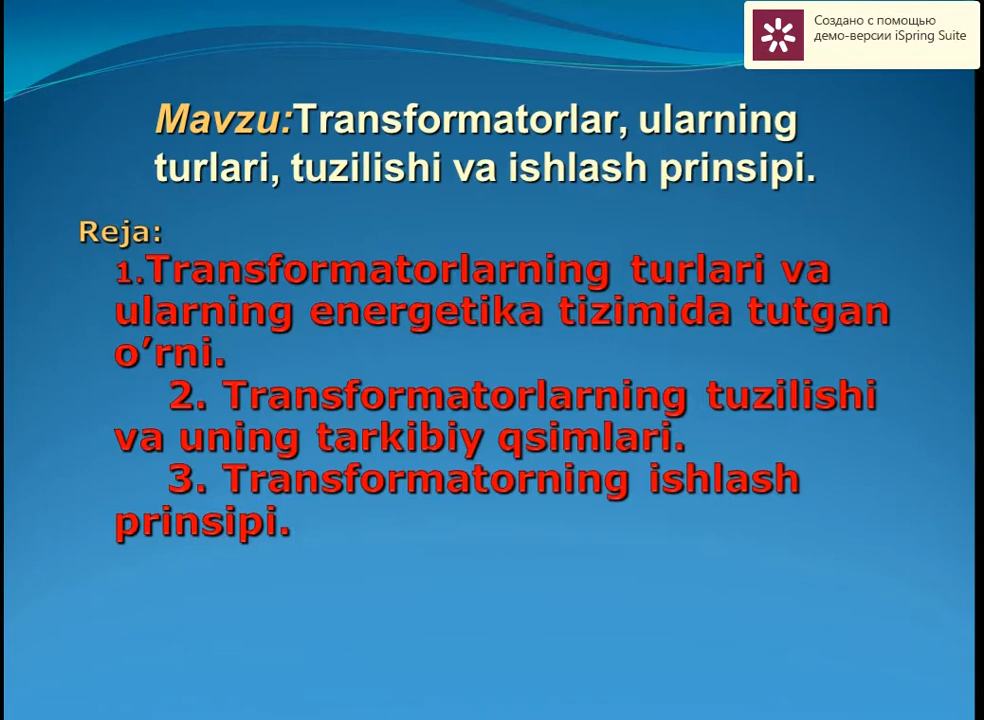 Создано с помощью
демо-версии iSpring Suite
Mavzu:Transformatorlar, ularning
turlari, tuzilishi va ishlash prinsipi.
Reja:
1.Transformatorlarning turlari va
ularning energetika tizimida tutgan
o’rni.
2. Transformatorlarning tuzilishi
va uning tarkibiy qsimlari.
3. Transformatorning ishlash
prinsipi.